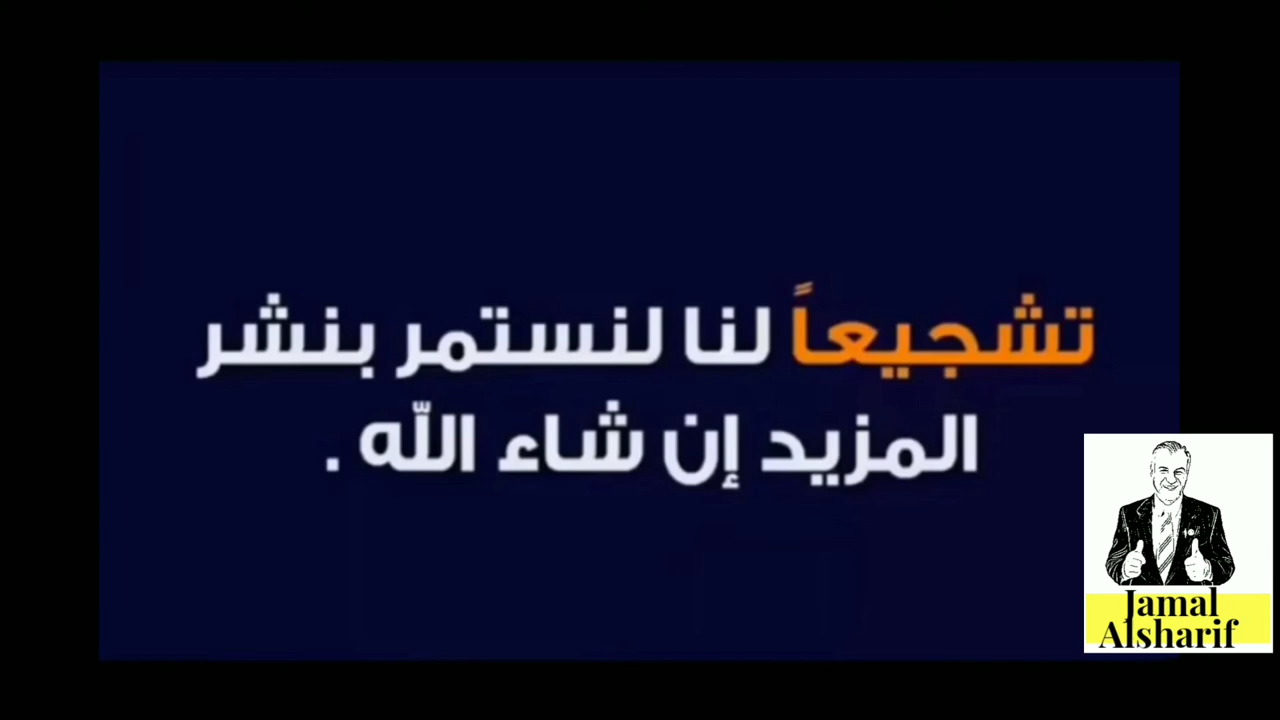 تشجيعاً لنا لنستمر بنشر
المزيد إن شاء الله .
Jamal
Alsharif